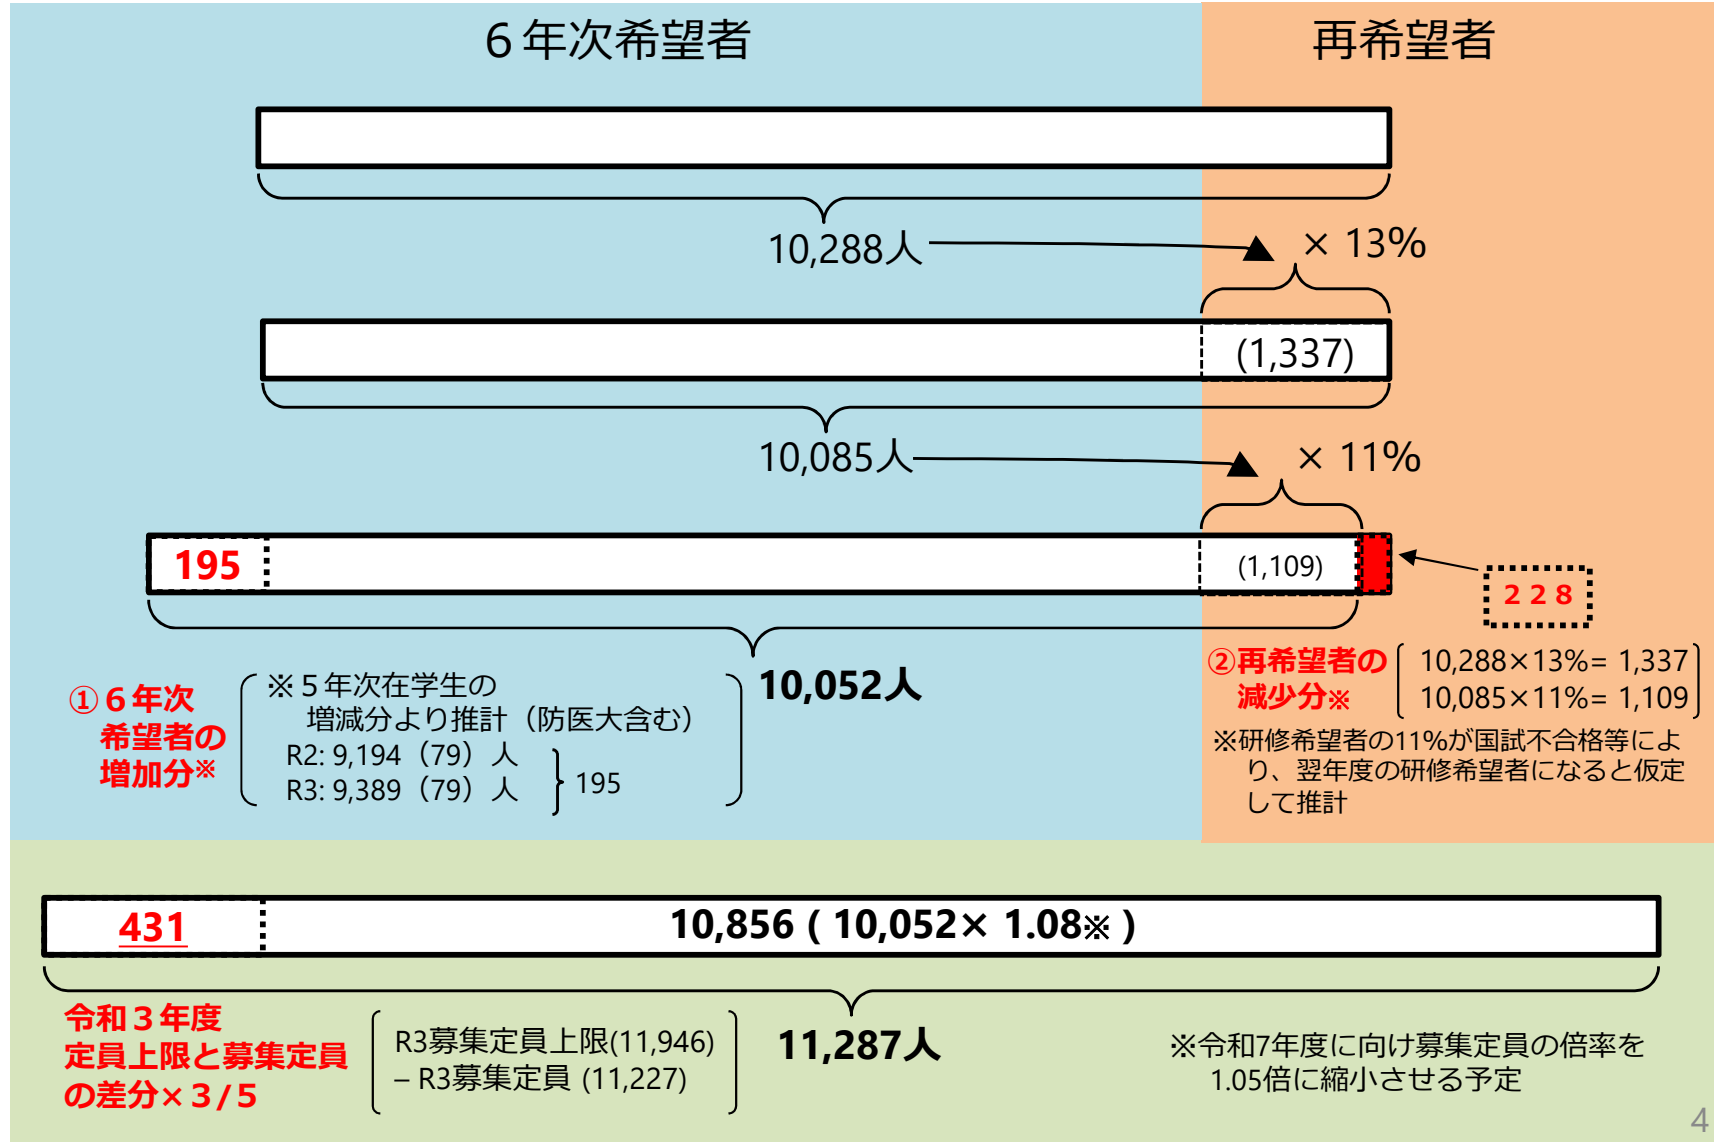 ６年次希望者
再希望者
10,288人
× 13%
(1,337)
10,085人
× 11%
195
(1,109)
２２８
10,052人
①６年次
希望者の
増加分※
※５年次在学生の
増減分より推計（防医大含む）
R2: 9,194（79）人
R3: 9,389（79）人
195
②再希望者の
減少分※
10,288×13%= 1,337
10,085×11%= 1,109
※研修希望者の11%が国試不合格等によ
り、翌年度の研修希望者になると仮定
して推計
431
10,856 ( 10,052× 1.08※ )
11,287人
令和３年度
定員上限と募集定員
の差分×３/５
R3募集定員上限(11,946)
– R3募集定員 (11,227)
※令和7年度に向け募集定員の倍率を
1.05倍に縮小させる予定
4